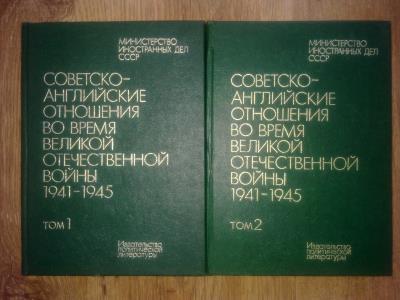 МИНИСТЕРСТВО
ИНОСТРАННЫХ ДЕЛ
СССР
СОВЕТСКО-
АНГЛИЙСКИЕ
ОТНОШЕНИЯ
ВО ВРЕМЯ
ВЕЛИКОЙ
ОТЕЧЕСТВЕННОЙ
ВОЙНЫ
1941-1945
ТОМ 1
Издательство
политической
литературы
МИНИСТЕРСТВО
ИНОСТРАННЫХ ДЕЛ
СССР
СОВЕТСКО-
АНГЛИЙСКИЕ
ОТНОШЕНИЯ
ВО ВРЕМЯ
ВЕЛИКОЙ
ОТЕЧЕСТВЕННОЙ
ВОЙНЫ
1941-1945
ТОМ 2
Издательство
политической
литературы